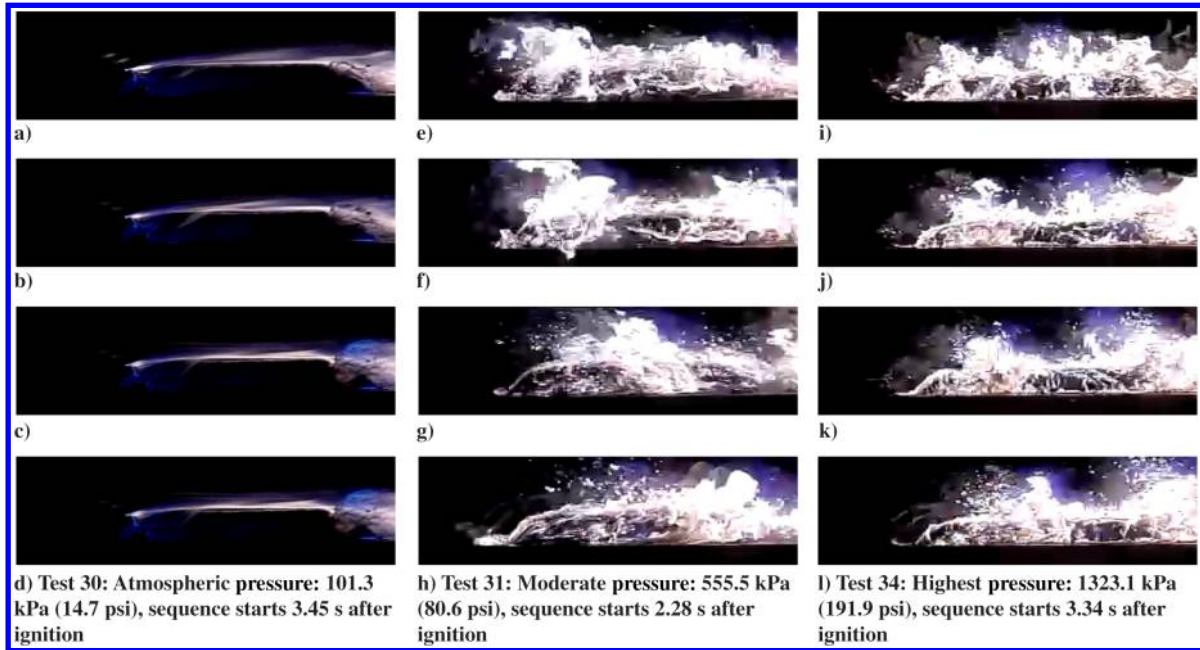 a)
e)
i)
b)
f)
j)
c)
g)
k)
d) Test 30: Atmospheric pressure: 101.3
kPa (14.7 psi), sequence starts 3.45 s after
ignition
h) Test 31: Moderate pressure: 555.5 kPa
(80.6 psi), sequence starts 2.28 s after
ignition
l) Test 34: Highest pressure: 1323.1 kPa
(191.9 psi), sequence starts 3.34 s after
ignition